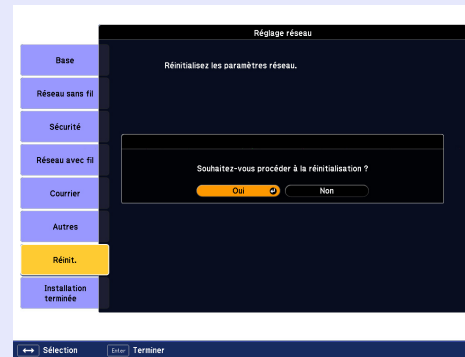 Réglage réseau
Base
Réinitialisez les paramètres réseau.
Réseau sans fil
Sécurité
Réseau avec fil
Souhaitez-vous procéder à la réinitialisation ?
Oui
Non
Courrier
Autres
Réinit.
Installation
terminée
Sélection
Enter Terminer